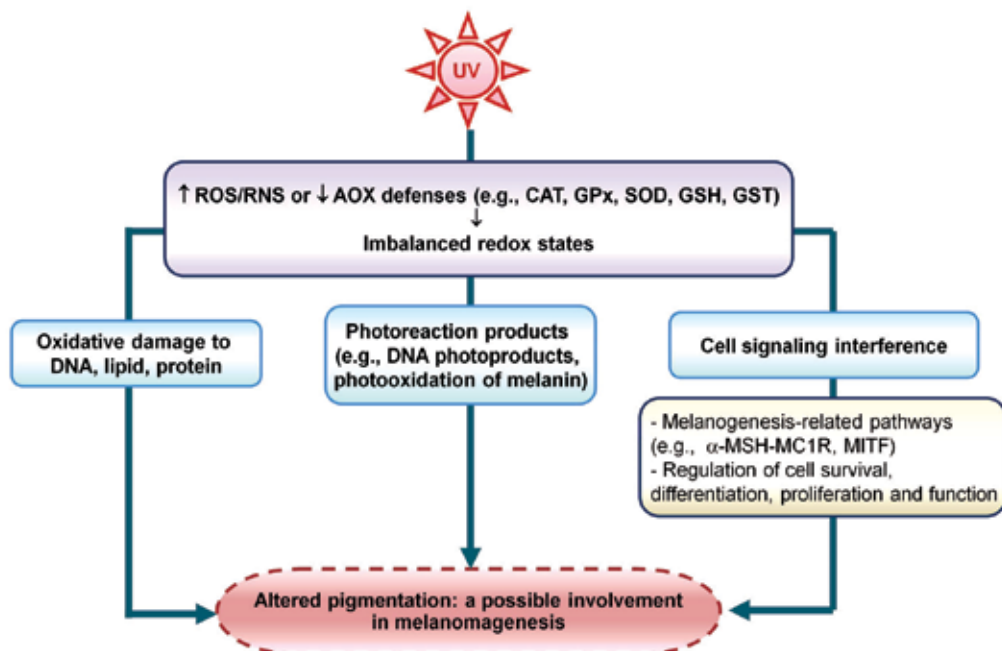 UV
↑ ROS/RNS or ↓ AOX defenses (e.g., CAT, GPx, SOD, GSH, GST)
↓
Imbalanced redox states
Oxidative damage to
DNA, lipid, protein
Photoreaction products
(e.g., DNA photoproducts,
photooxidation of melanin)
Cell signaling interference
- Melanogenesis-related pathways
(e.g., α-MSH-MC1R, MITF)
- Regulation of cell survival,
differentiation, proliferation and function
Altered pigmentation: a possible involvement
in melanomagenesis